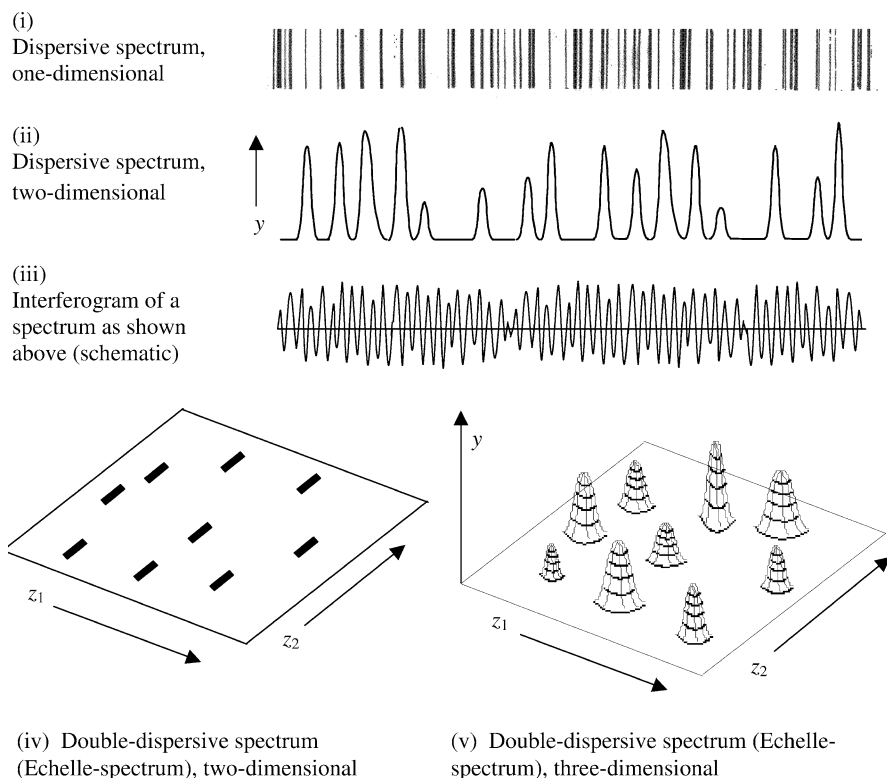 (i)
Dispersive spectrum,
one-dimensional
(ii)
Dispersive spectrum,
two-dimensional
y
(iii)
Interferogram of a
spectrum as shown
above (schematic)
y
z1
z2
z1
z2
(iv) Double-dispersive spectrum
(Echelle-spectrum), two-dimensional
(v) Double-dispersive spectrum (Echelle-
spectrum), three-dimensional